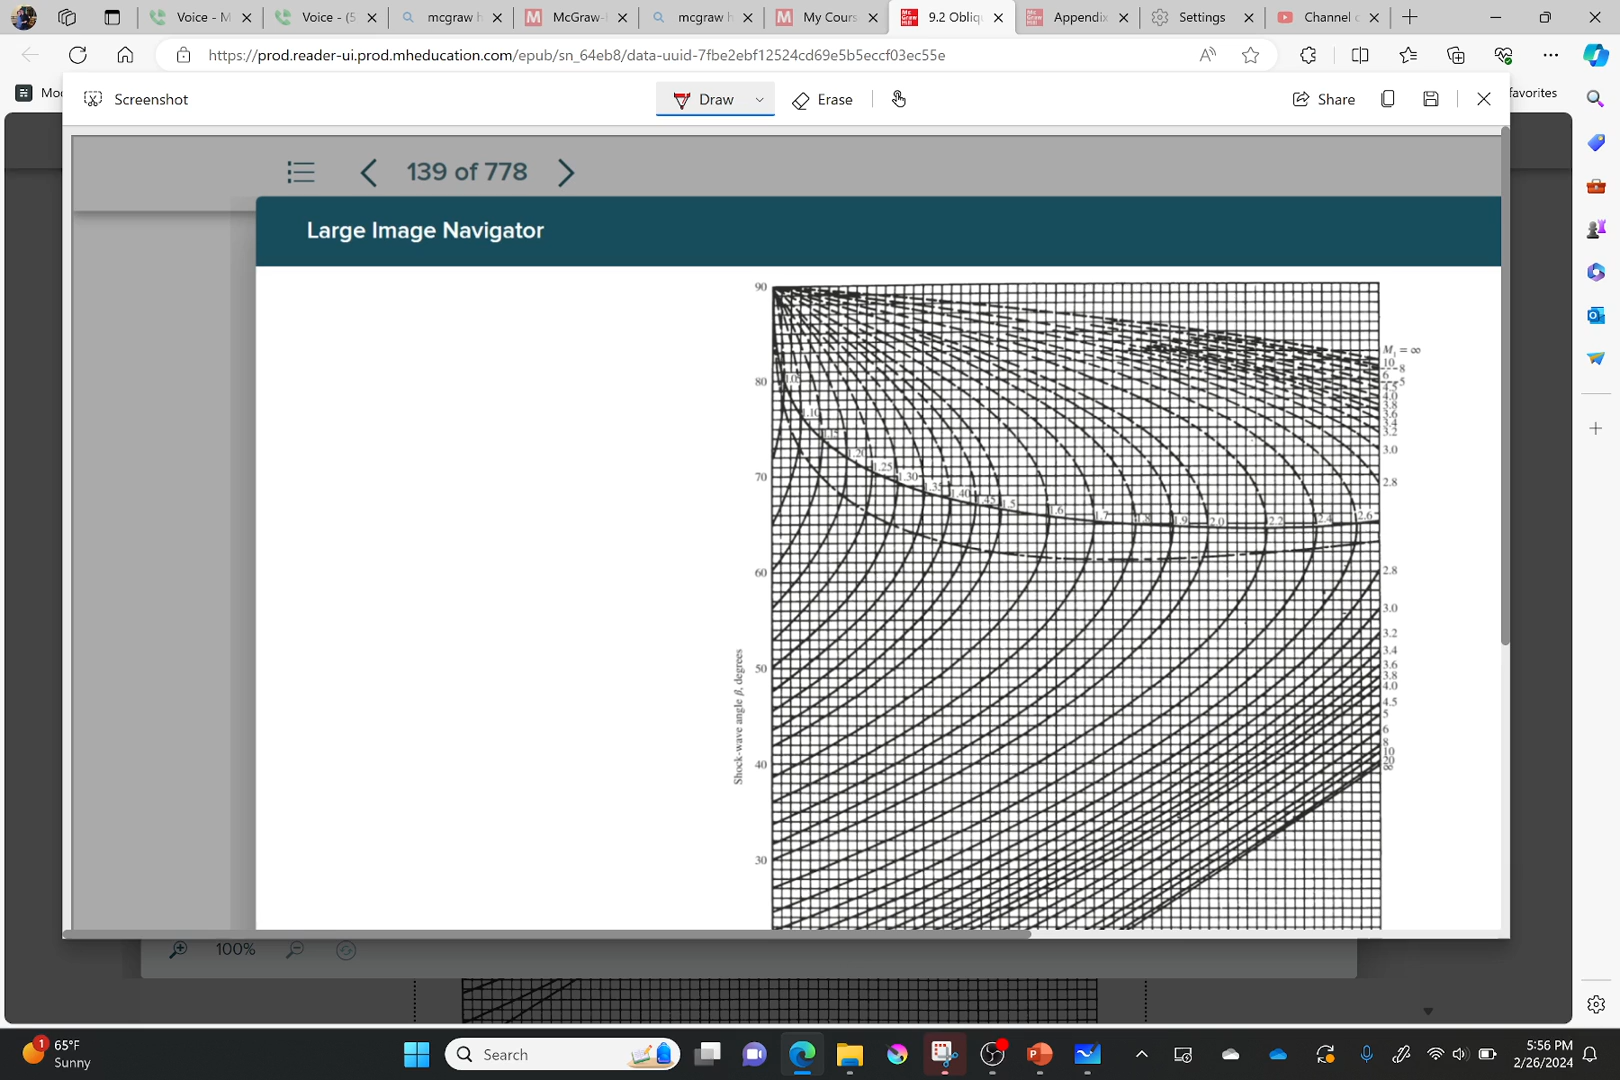 Voice - M
Voice - (5
mcgraw h
McGraw-
mcgraw h
My Cours
9.2 Obliq
Appendix
Settings
Channel c
https://prod.reader-ui.prod.mheducation.com/epub/sn_64eb8/data-uuid-7fbe2ebf12524cd69e5b5eccf03ec55e
Moo
favorites
Screenshot
Draw
Erase
Share
139 of 778
Large Image Navigator
90
80
70
60
50
40
30
Shock-wave angle β, degrees
1.05
1.10
1.15
1.20
1.25
1.30
1.35
1.40
1.45
1.5
1.6
1.7
1.8
1.9
2.0
2.2
2.4
2.6
M₁ = ∞
10
8
6
5
4.5
4.0
3.8
3.6
3.4
3.2
3.0
2.8
2.8
3.0
3.2
3.4
3.6
3.8
4.0
4.5
5
6
8
10
20
∞
100%
1
65°F
Sunny
Search
5:56 PM
2/26/2024